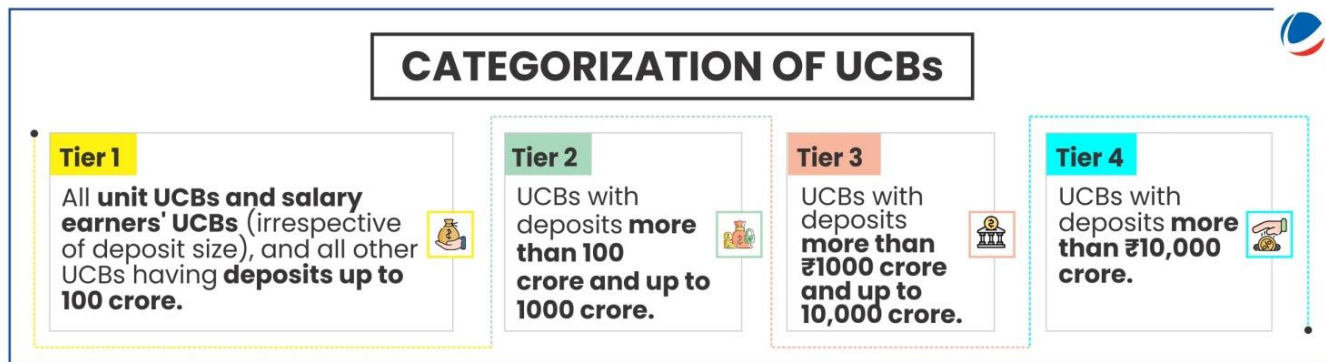 CATEGORIZATION OF UCBs
Tier 1
All unit UCBs and salary
earners' UCBs (irrespective
of deposit size), and all other
UCBs having deposits up to
100 crore.
Tier 2
UCBs with
deposits more
than 100
crore and up to
1000 crore.
Tier 3
UCBs with
deposits
more than
₹1000 crore
and up to
10,000 crore.
Tier 4
UCBs with
deposits more
than ₹10,000
crore.